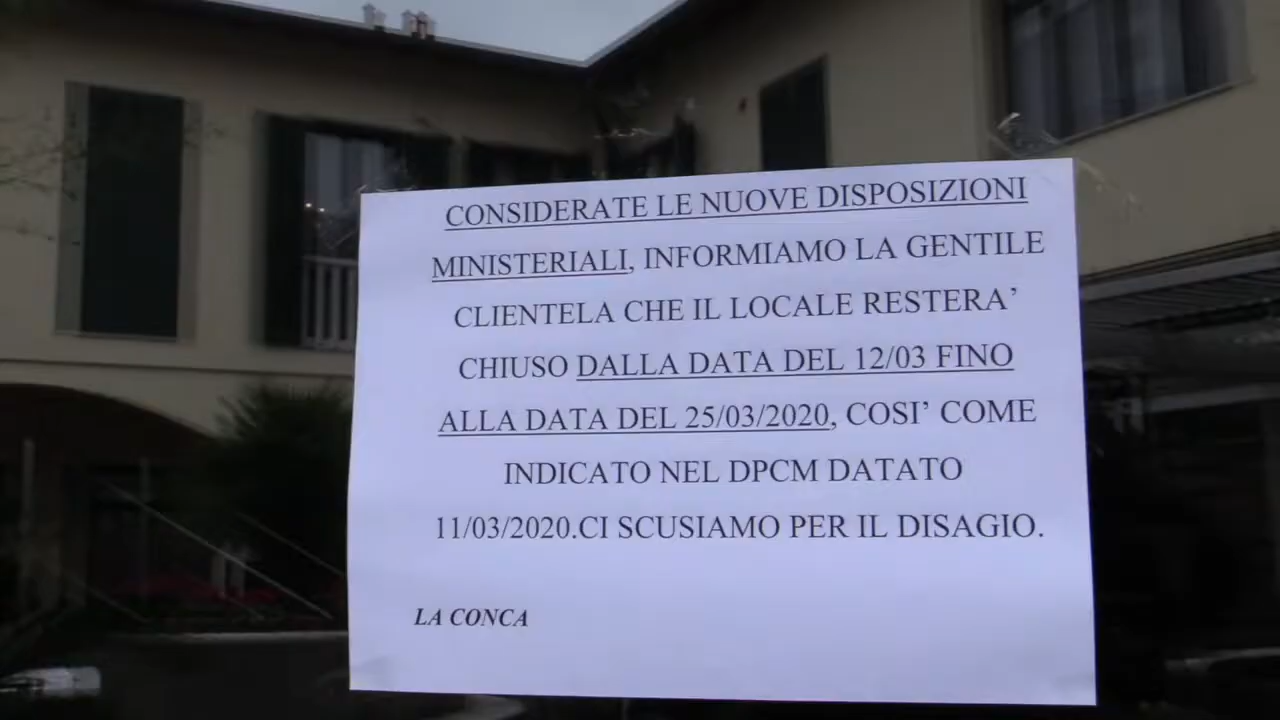 CONSIDERATE LE NUOVE DISPOSIZIONI
MINISTERIALI, INFORMIAMO LA GENTILE
CLIENTELA CHE IL LOCALE RESTERA’
CHIUSO DALLA DATA DEL 12/03 FINO
ALLA DATA DEL 25/03/2020, COSI’ COME
INDICATO NEL DPCM DATATO
11/03/2020.CI SCUSIAMO PER IL DISAGIO.
LA CONCA